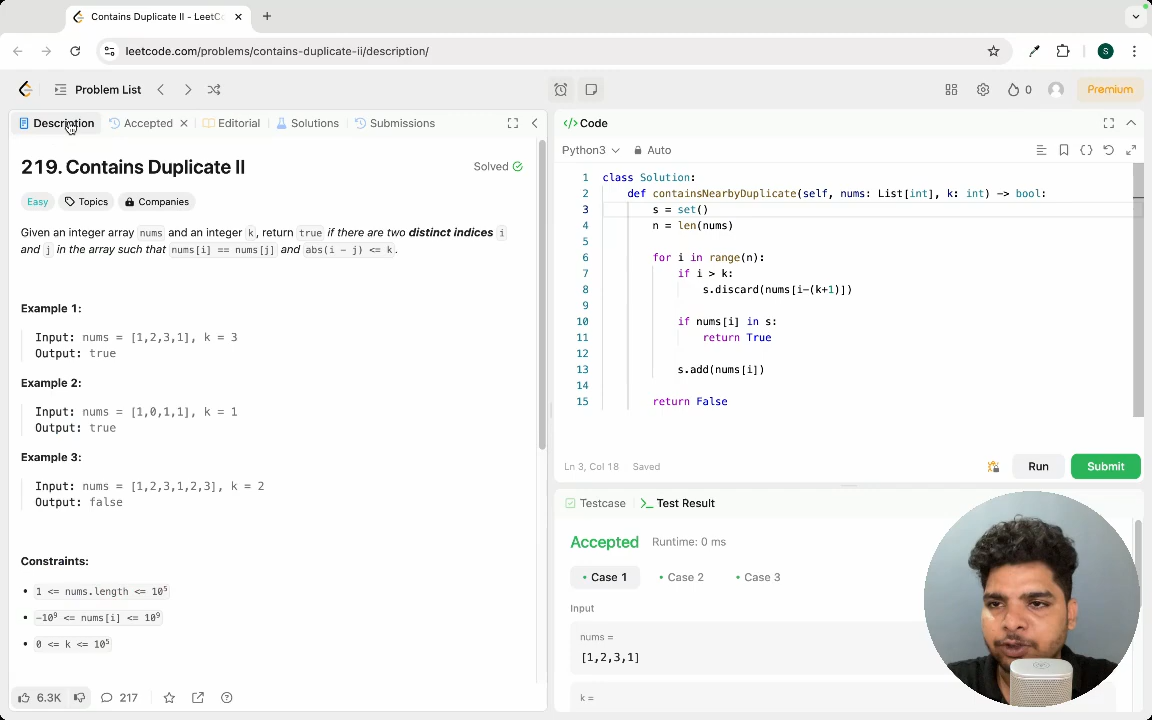 Contains Duplicate II - LeetC
leetcode.com/problems/contains-duplicate-ii/description/
S
Problem List
0
Premium
Description
Accepted
Editorial
Solutions
Submissions
</> Code
Python3
Auto
219. Contains Duplicate II
Solved
Easy
Topics
Companies
Given an integer array nums and an integer k, return true if there are two distinct indices i
and j in the array such that nums[i] == nums[j] and abs(i - j) <= k.
Example 1:
Input: nums = [1,2,3,1], k = 3
Output: true
Example 2:
Input: nums = [1,0,1,1], k = 1
Output: true
Example 3:
Input: nums = [1,2,3,1,2,3], k = 2
Output: false
Constraints:
• 1 <= nums.length <= 10⁵
• -10⁹ <= nums[i] <= 10⁹
• 0 <= k <= 10⁵
6.3K
217
1 class Solution:
2 def containsNearbyDuplicate(self, nums: List[int], k: int) -> bool:
3 s = set()
4 n = len(nums)
5
6 for i in range(n):
7 if i > k:
8 s.discard(nums[i-(k+1)])
9
10 if nums[i] in s:
11 return True
12
13 s.add(nums[i])
14
15 return False
Ln 3, Col 18
Saved
Run
Submit
Testcase
>_ Test Result
Accepted
Runtime: 0 ms
• Case 1
• Case 2
• Case 3
Input
nums =
[1,2,3,1]
k =